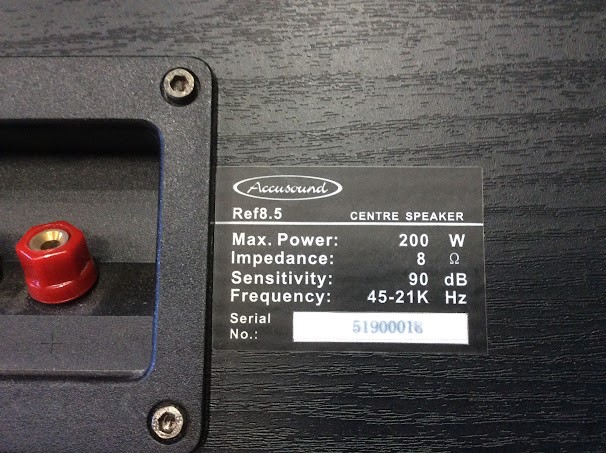 Accusound
Ref8.5 CENTRE SPEAKER
Max. Power: 200 W
Impedance: 8 Ω
Sensitivity: 90 dB
Frequency: 45-21K Hz
Serial
No.: 51900018